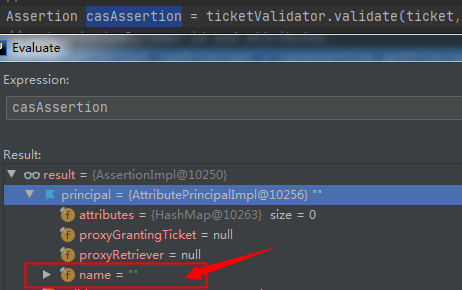 Assertion casAssertion = ticketValidator.validate(ticket,
Evaluate
Expression:
casAssertion
Result:
result = {AssertionImpl@10250}
principal = {AttributePrincipalImpl@10256} ""
attributes = {HashMap@10263} size = 0
proxyGrantingTicket = null
proxyRetriever = null
name = ""